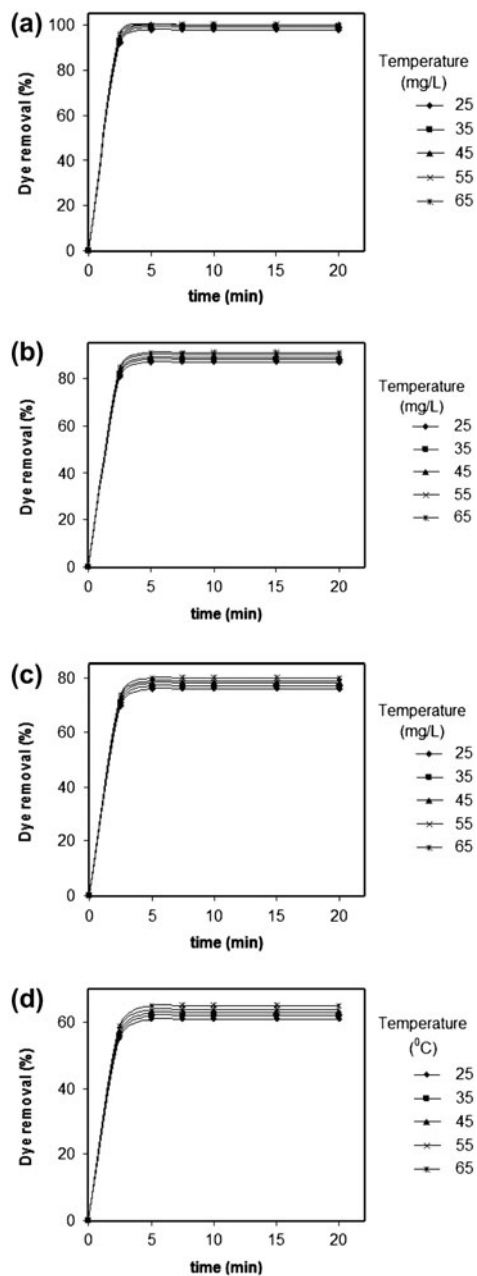 (a)
100
80
60
40
20
0
Dye removal (%)
0 5 10 15 20
time (min)
Temperature
(mg/L)
25
35
45
55
65
(b)
80
60
40
20
0
Dye removal (%)
0 5 10 15 20
time (min)
Temperature
(mg/L)
25
35
45
55
65
(c)
80
60
40
20
0
Dye removal (%)
0 5 10 15 20
time (min)
Temperature
(mg/L)
25
35
45
55
65
(d)
60
40
20
0
Dye removal (%)
0 5 10 15 20
time (min)
Temperature
(⁰C)
25
35
45
55
65